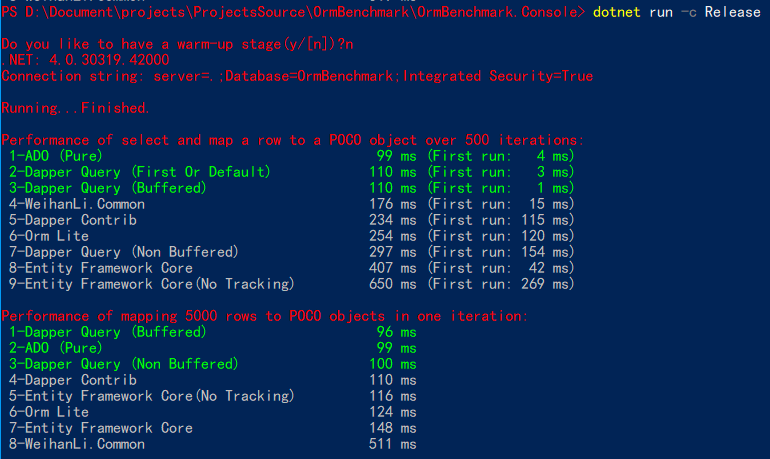 PS D:\Document\projects\ProjectsSource\OrmBenchmark\OrmBenchmark.Console> dotnet run -c Release
Do you like to have a warm-up stage(y/[n])?n
.NET: 4.0.30319.42000
Connection string: server=.;Database=OrmBenchmark;Integrated Security=True
Running...Finished.
Performance of select and map a row to a POCO object over 500 iterations:
1-ADO (Pure) 99 ms (First run: 4 ms)
2-Dapper Query (First Or Default) 110 ms (First run: 3 ms)
3-Dapper Query (Buffered) 110 ms (First run: 1 ms)
4-WeihanLi.Common 176 ms (First run: 15 ms)
5-Dapper Contrib 234 ms (First run: 115 ms)
6-Orm Lite 254 ms (First run: 120 ms)
7-Dapper Query (Non Buffered) 297 ms (First run: 154 ms)
8-Entity Framework Core 407 ms (First run: 42 ms)
9-Entity Framework Core(No Tracking) 650 ms (First run: 269 ms)
Performance of mapping 5000 rows to POCO objects in one iteration:
1-Dapper Query (Buffered) 96 ms
2-ADO (Pure) 99 ms
3-Dapper Query (Non Buffered) 100 ms
4-Dapper Contrib 110 ms
5-Entity Framework Core(No Tracking) 116 ms
6-Orm Lite 124 ms
7-Entity Framework Core 148 ms
8-WeihanLi.Common 511 ms